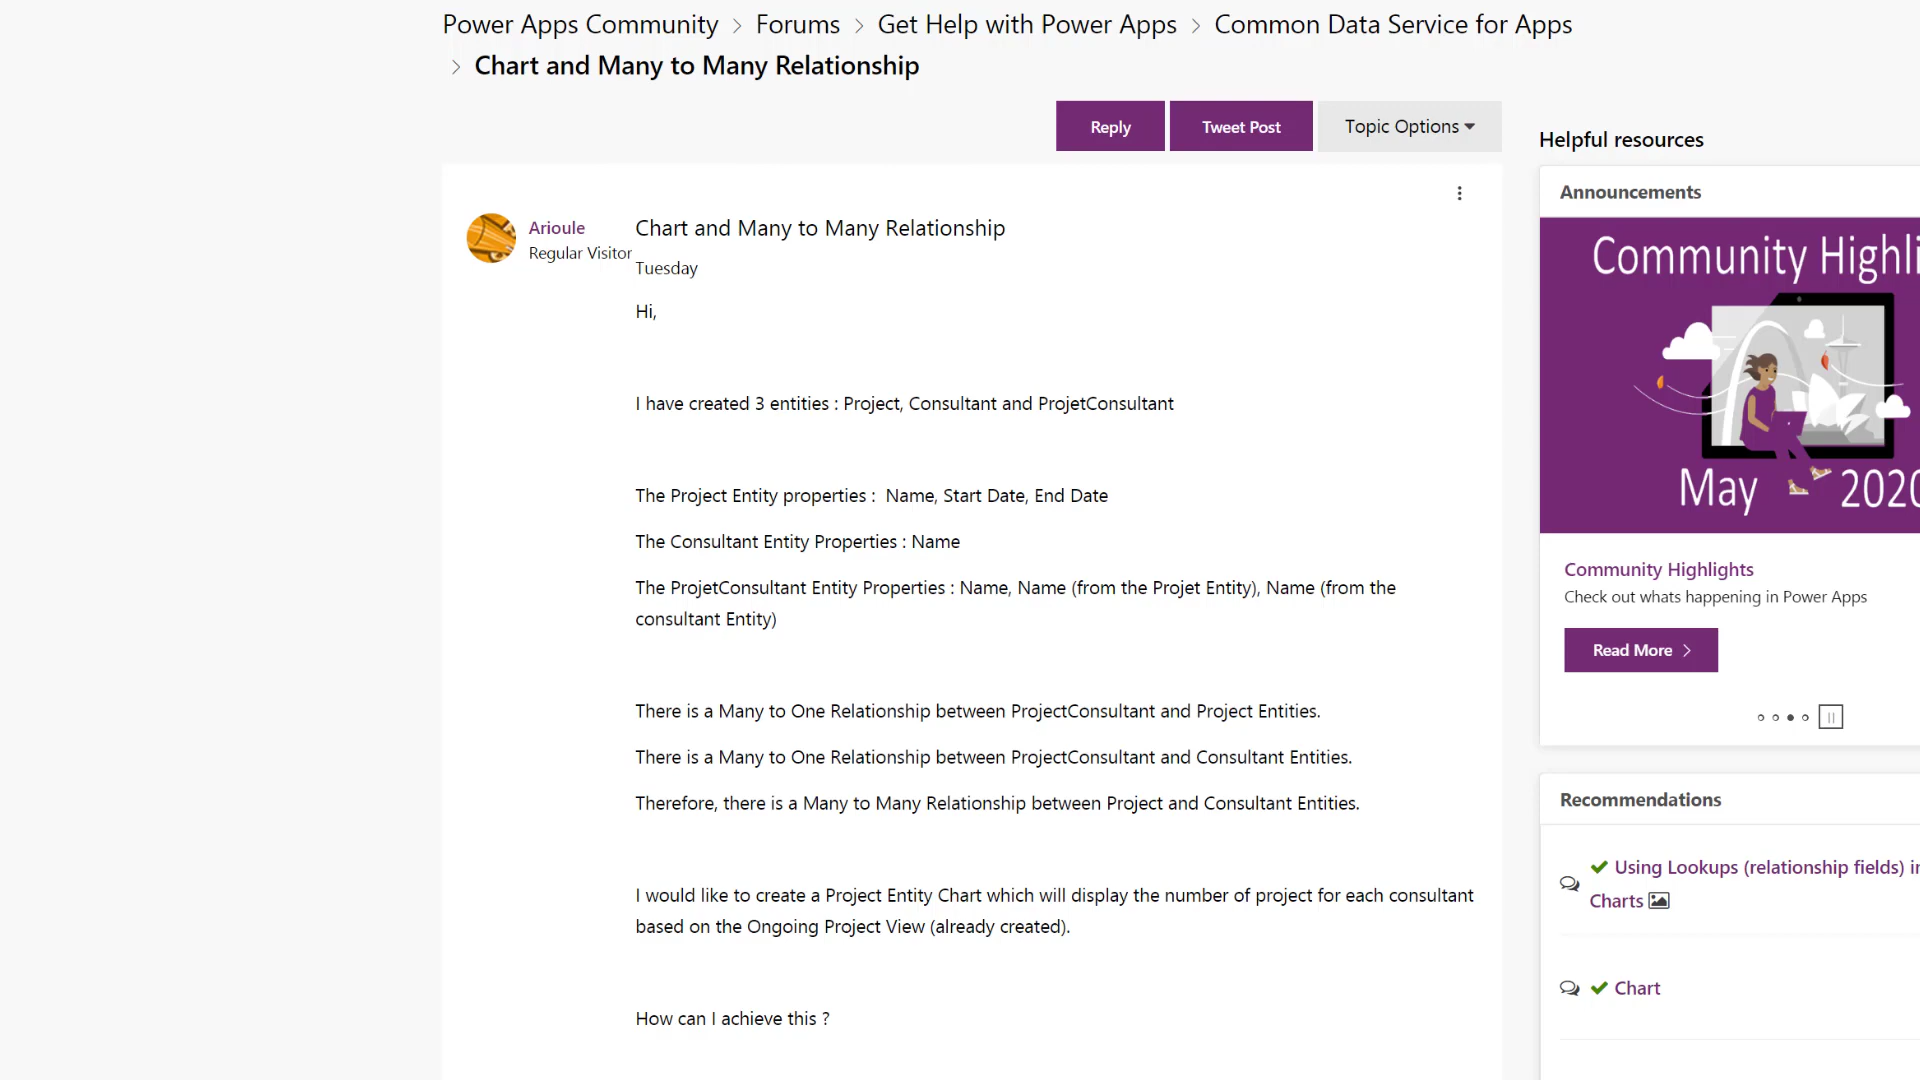 Power Apps Community > Forums > Get Help with Power Apps > Common Data Service for Apps
> Chart and Many to Many Relationship
Reply
Tweet Post
Topic Options
Helpful resources
Announcements
Arioule
Regular Visitor
Chart and Many to Many Relationship
Tuesday
Hi,
I have created 3 entities : Project, Consultant and ProjetConsultant
The Project Entity properties :  Name, Start Date, End Date
The Consultant Entity Properties : Name
The ProjetConsultant Entity Properties : Name, Name (from the Projet Entity), Name (from the
consultant Entity)
There is a Many to One Relationship between ProjectConsultant and Project Entities.
There is a Many to One Relationship between ProjectConsultant and Consultant Entities.
Therefore, there is a Many to Many Relationship between Project and Consultant Entities.
I would like to create a Project Entity Chart which will display the number of project for each consultant
based on the Ongoing Project View (already created).
How can I achieve this ?
Community Highli
May 2020
Community Highlights
Check out whats happening in Power Apps
Read More >
Recommendations
Using Lookups (relationship fields) in
Charts
Chart